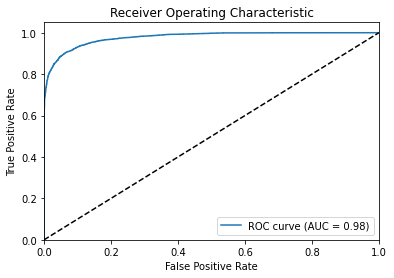 Receiver Operating Characteristic
True Positive Rate
1.0
0.8
0.6
0.4
0.2
0.0
ROC curve (AUC = 0.98)
0.0 0.2 0.4 0.6 0.8 1.0
False Positive Rate